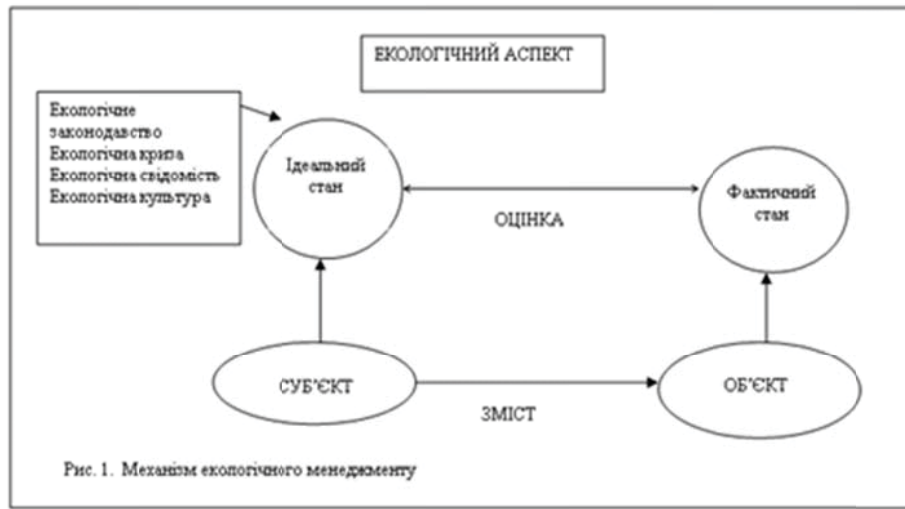 ЕКОЛОГІЧНИЙ АСПЕКТ
Екологічне
законодавство
Екологічна криза
Екологічна свідомість
Екологічна культура
Ідеальний
стан
Фактичний
стан
ОЦІНКА
СУБ'ЄКТ
ОБ'ЄКТ
ЗМІСТ
Рис. 1. Механізм екологічного менеджменту